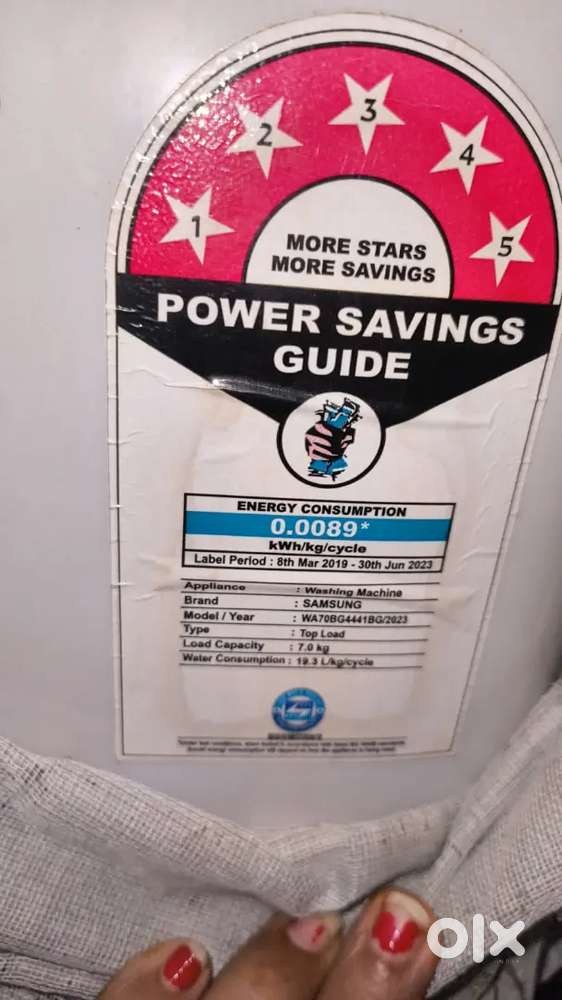 1 2 3 4 5
MORE STARS
MORE SAVINGS
POWER SAVINGS
GUIDE
ENERGY CONSUMPTION
0.0089*
kWh/kg/cycle
Label Period : 8th Mar 2019 - 30th Jun 2023
Appliance : Washing Machine
Brand : SAMSUNG
Model / Year : WA70BG4441BG/2023
Type : Top Load
Load Capacity : 7.0 kg
Water Consumption : 19.3 L/kg/cycle
olx